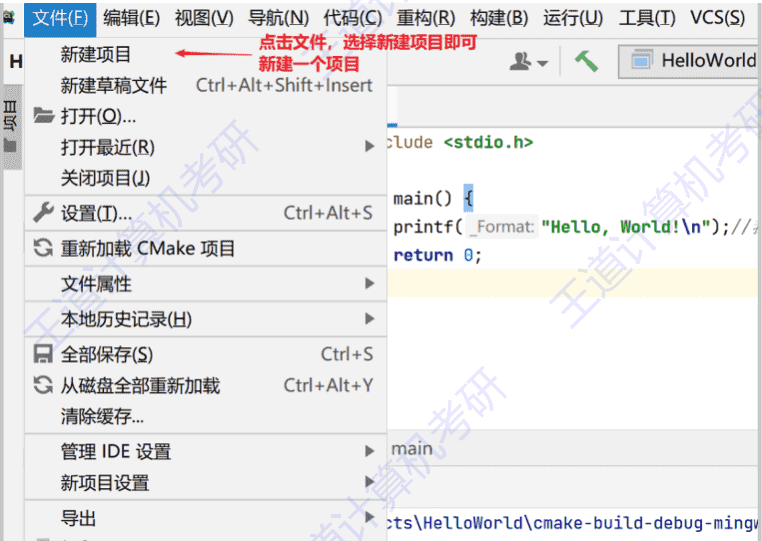 文件(F) 编辑(E) 视图(V) 导航(N) 代码(C) 重构(R) 构建(B) 运行(U) 工具(T) VCS(S)
新建项目
点击文件，选择新建项目即可
新建一个项目
H
HelloWorld
新建草稿文件 Ctrl+Alt+Shift+Insert
项目
打开(O)...
打开最近(R)
clude <stdio.h>
关闭项目(J)
main() {
设置(T)... Ctrl+Alt+S
printf( _Format: "Hello, World!\n");//
重新加载 CMake 项目
return 0;
文件属性
本地历史记录(H)
全部保存(S) Ctrl+S
从磁盘全部重新加载 Ctrl+Alt+Y
清除缓存...
管理 IDE 设置
main
新项目设置
导出
cts\HelloWorld\cmake-build-debug-mingw
王道计算机考研
王道计算机考研
王道计算机考研